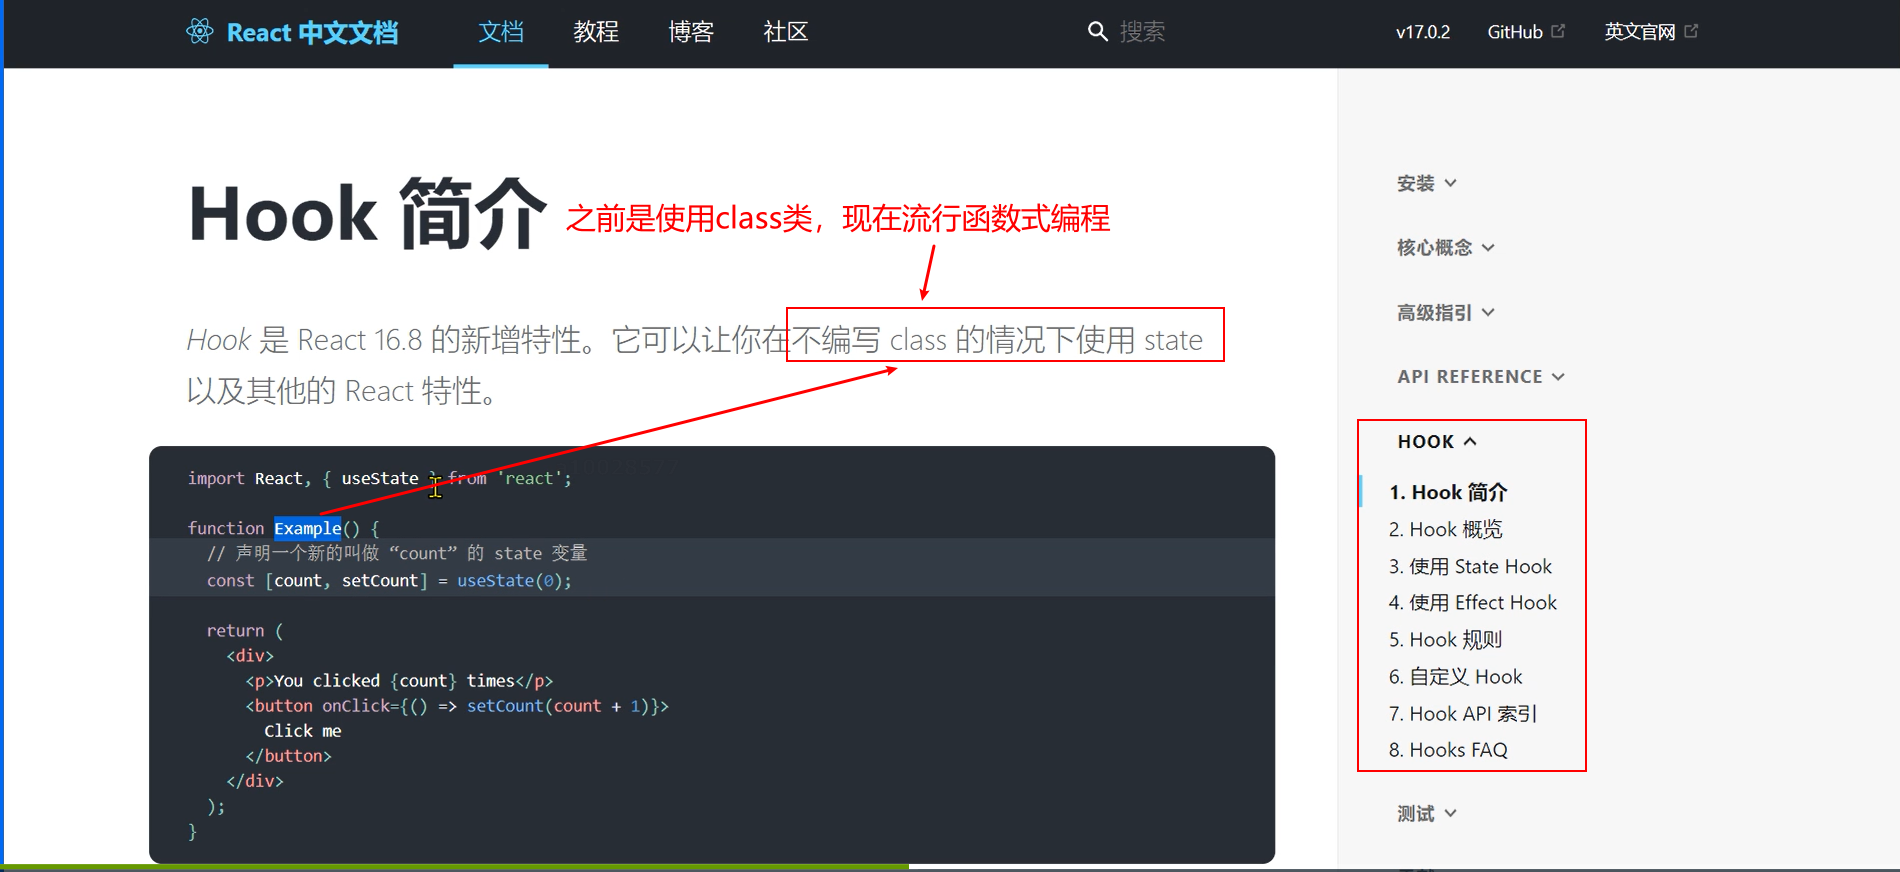 React 中文文档 文档 教程 博客 社区 搜索 v17.0.2 GitHub 英文官网
Hook 简介 之前是使用class类，现在流行函数式编程
Hook 是 React 16.8 的新增特性。它可以让你在不编写 class 的情况下使用 state
以及其他的 React 特性。
import React, { useState } from 'react';
function Example() {
// 声明一个新的叫做 “count” 的 state 变量
const [count, setCount] = useState(0);
return (
<div>
<p>You clicked {count} times</p>
<button onClick={() => setCount(count + 1)}>
Click me
</button>
</div>
);
}
安装
核心概念
高级指引
API REFERENCE
HOOK
1. Hook 简介
2. Hook 概览
3. 使用 State Hook
4. 使用 Effect Hook
5. Hook 规则
6. 自定义 Hook
7. Hook API 索引
8. Hooks FAQ
测试